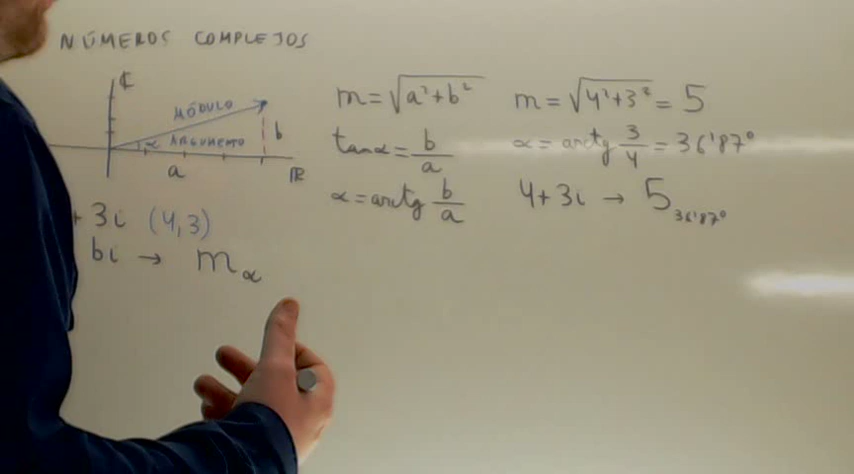 NÚMEROS COMPLEJOS
ℂ
MÓDULO
α ARGUMENTO
b
a
ℝ
+ 3i (4,3)
bi → mα
m = √a²+b²
tan α = b/a
α = arctg b/a
m = √4²+3² = 5
α = arctg 3/4 = 36'87°
4+3i → 5 36'87°